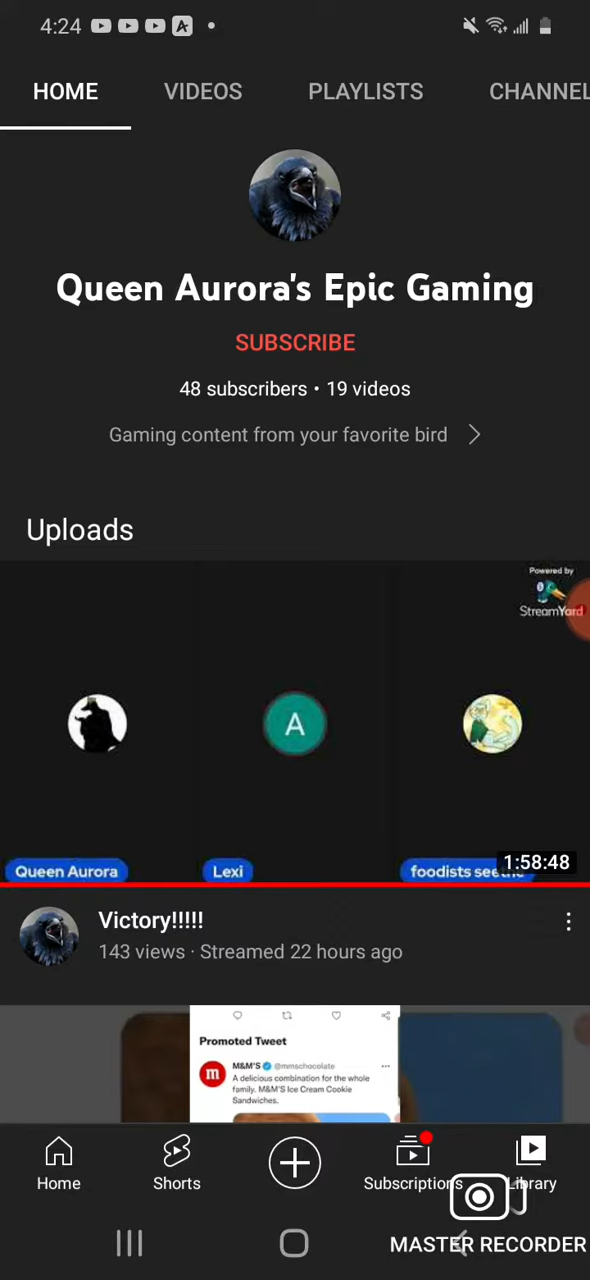 4:24
HOME VIDEOS PLAYLISTS CHANNEL
Queen Aurora's Epic Gaming
SUBSCRIBE
48 subscribers • 19 videos
Gaming content from your favorite bird
Uploads
Powered by
StreamYard
A
Queen Aurora Lexi foodists
1:58:48
Victory!!!!!
143 views · Streamed 22 hours ago
Promoted Tweet
M&M'S @mmschocolate
A delicious combination for the whole
family. M&M'S Ice Cream Cookie
Sandwiches.
Home Shorts Subscriptions Library
MASTER RECORDER